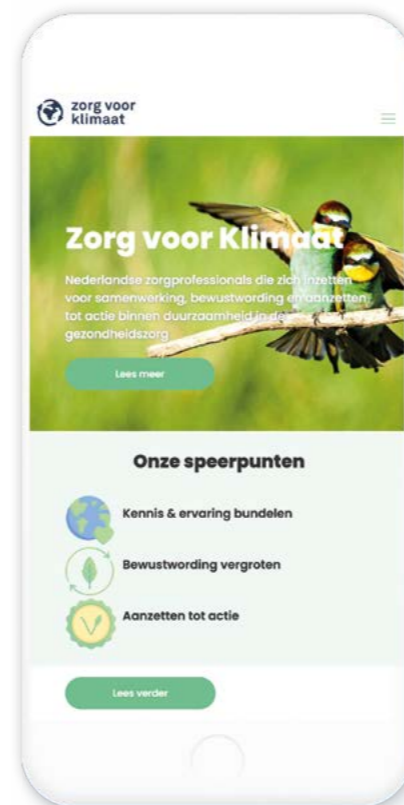 zorg voor
klimaat
Zorg voor Klimaat
Nederlandse zorgprofessionals die zich inzetten
voor samenwerking, bewustwording en aanzetten
tot actie binnen duurzaamheid in de
gezondheidszorg
Lees meer
Onze speerpunten
Kennis & ervaring bundelen
Bewustwording vergroten
Aanzetten tot actie
Lees verder